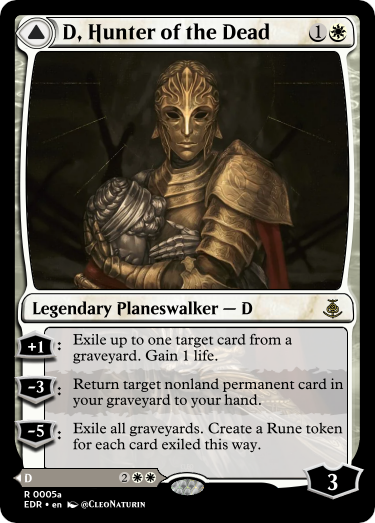 D, Hunter of the Dead 1
Legendary Planeswalker — D
+1: Exile up to one target card from a
graveyard. Gain 1 life.
-3: Return target nonland permanent card in
your graveyard to your hand.
-5: Exile all graveyards. Create a Rune token
for each card exiled this way.
D 2
3
R 0005a
EDR • en @CleoNaturin